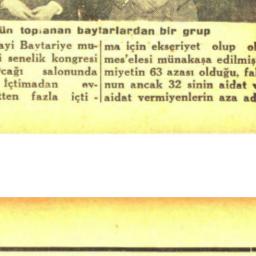 ün toplanan baytarlardan bir grup
ayi Baytariye mu-
i senelik kongresi
cağı salonunda
İçtimadan ev-
tten fazla içti -
ma için ekseriyet olup ol
mes'elesi münakaşa edilmiş
miyetin 63 azası olduğu, fak
nun ancak 32 sinin aidat v
aidat vermiyenlerin aza ad